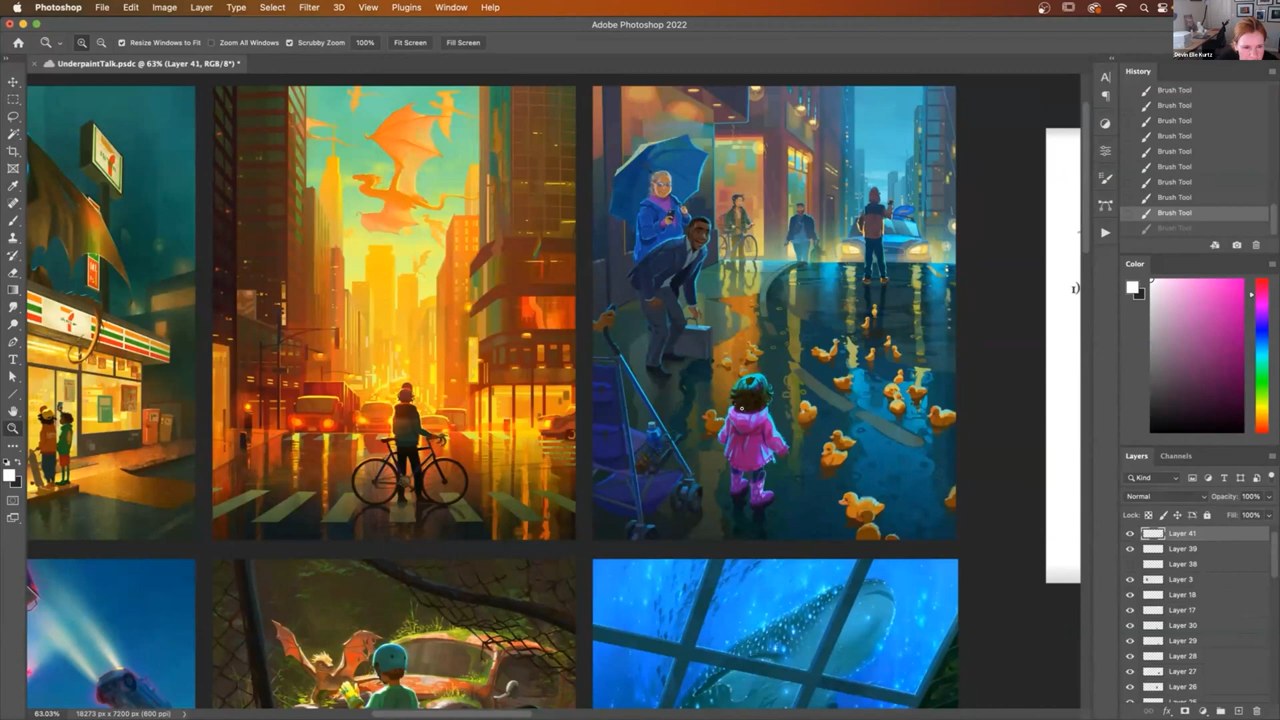 Photoshop File Edit Image Layer Type Select Filter 3D View Plugins Window Help
Adobe Photoshop 2022
Resize Windows to Fit Zoom All Windows Scrubby Zoom 100% Fit Screen Fill Screen
Devin Elle Kurtz
UnderpaintTalk.psdc @ 63% (Layer 41, RGB/8*) *
History
Brush Tool
Brush Tool
Brush Tool
Brush Tool
Brush Tool
Brush Tool
Brush Tool
Brush Tool
Brush Tool
Brush Tool
Color
1)
Layers Channels
Kind
Normal Opacity: 100%
Lock: Fill: 100%
Layer 41
Layer 39
Layer 38
Layer 3
Layer 18
Layer 17
Layer 30
Layer 29
Layer 28
Layer 27
Layer 26
Layer 25
63.03% 18273 px x 7200 px (600 ppi)